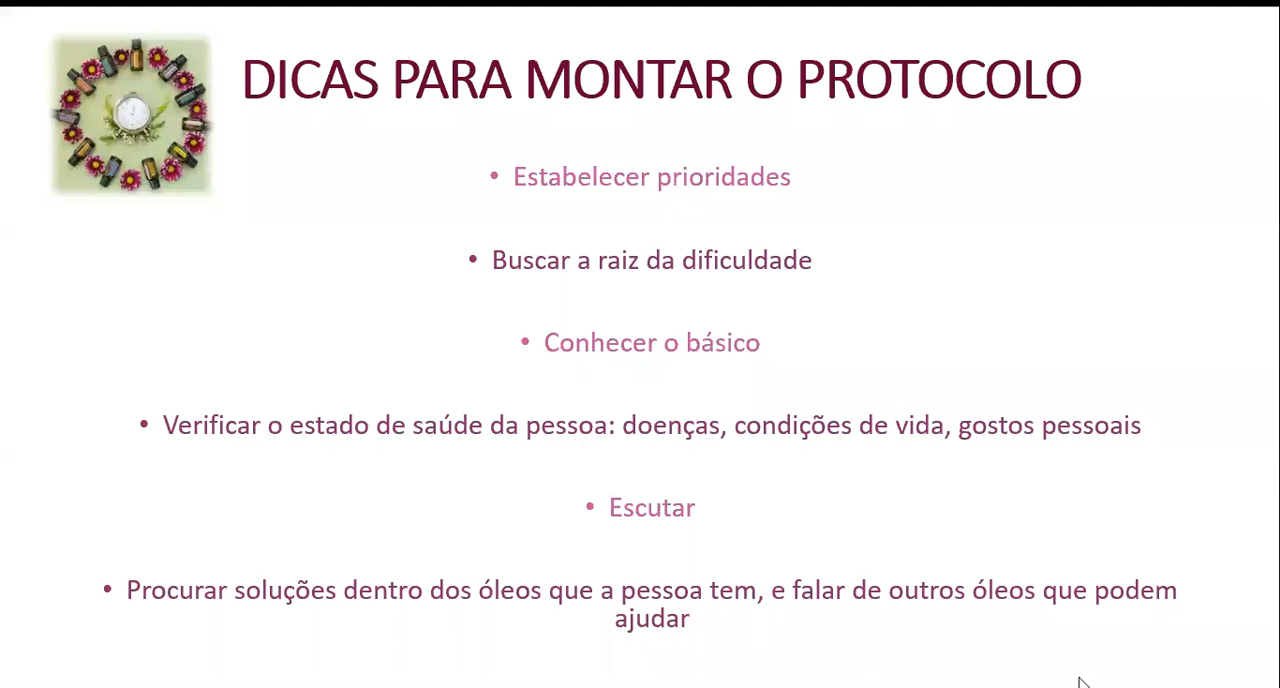 DICAS PARA MONTAR O PROTOCOLO
• Estabelecer prioridades
• Buscar a raiz da dificuldade
• Conhecer o básico
• Verificar o estado de saúde da pessoa: doenças, condições de vida, gostos pessoais
• Escutar
• Procurar soluções dentro dos óleos que a pessoa tem, e falar de outros óleos que podem
ajudar